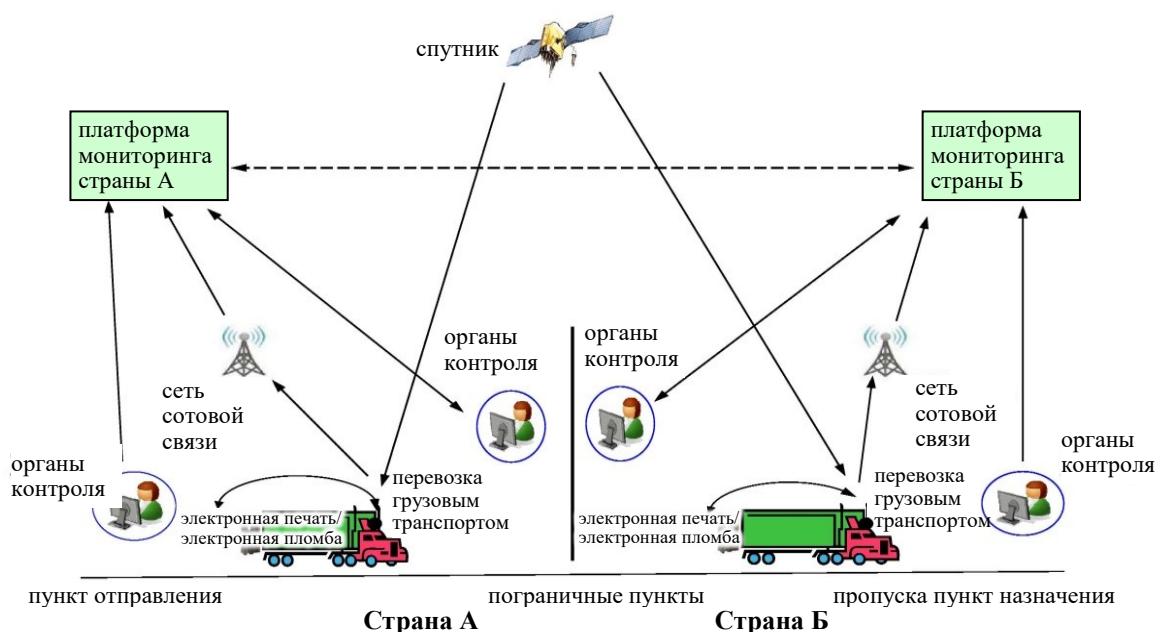 спутник
платформа
мониторинга
страны А
платформа
мониторинга
страны Б
органы
контроля
органы
контроля
сеть
сотовой
связи
сеть
сотовой
связи
органы
контроля
органы
контроля
перевозка
грузовым
транспортом
перевозка
грузовым
транспортом
электронная печать/
электронная пломба
электронная печать/
электронная пломба
пункт отправления
пограничные пункты
пропуска пункт назначения
Страна А
Страна Б